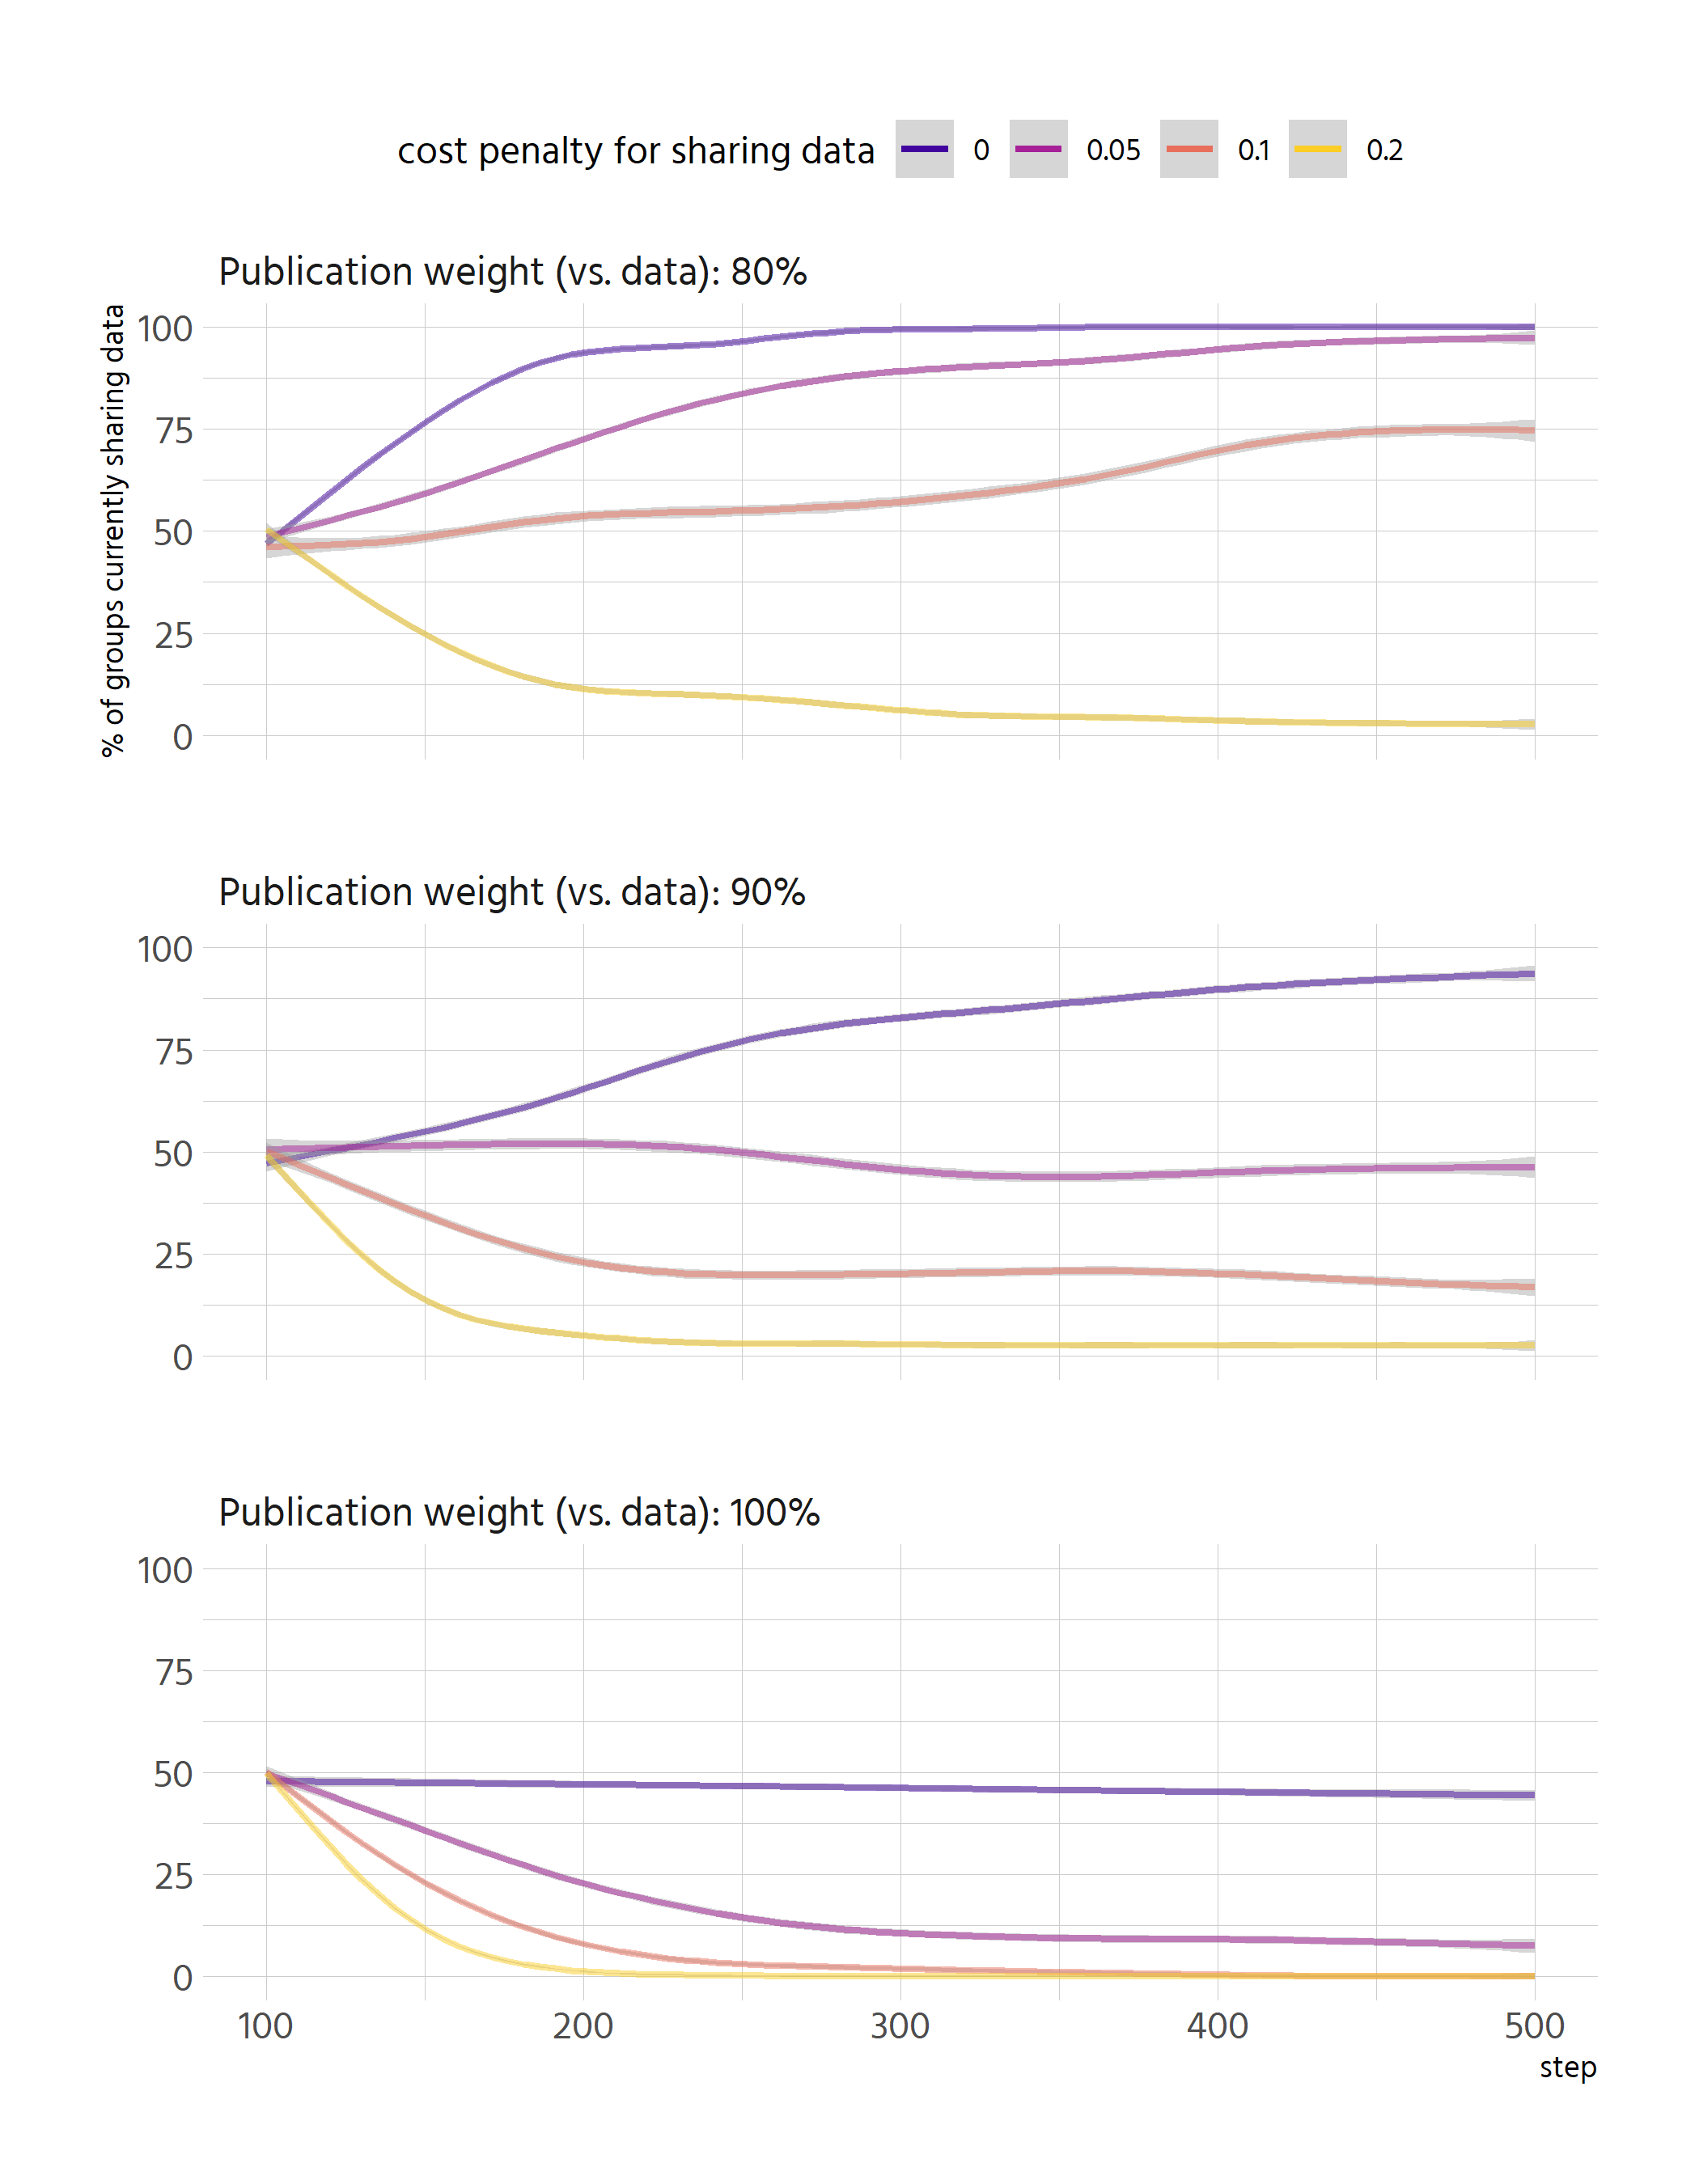 cost penalty for sharing data 0 0.05 0.1 0.2
Publication weight (vs. data): 80%
% of groups currently sharing data
100
75
50
25
0
Publication weight (vs. data): 90%
100
75
50
25
0
Publication weight (vs. data): 100%
100
75
50
25
0
100 200 300 400 500
step